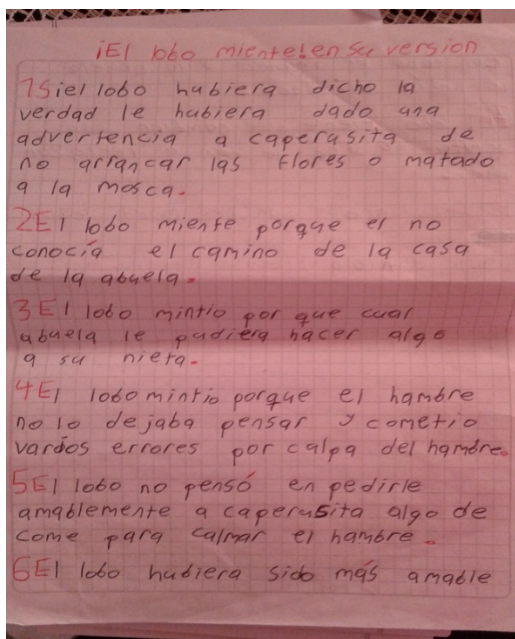 ¡El lobo miente!en su version
1Siel lobo hubiera dicho la
verdad le hubiera dado una
advertencia a caperusita de
no arrancar las flores o matado
a la mosca.
2El lobo miente porque el no
conocía el camino de la casa
de la abuela.
3El lobo mintio por que cual
abuela le pudiera hacer algo
a su nieta.
4El lobo mintio porque el hambre
no lo dejaba pensar y cometio
varios errores por culpa del hambre.
5El lobo no pensó en pedirle
amablemente a caperusita algo de
come para calmar el hambre.
6El lobo hubiera sido más amable